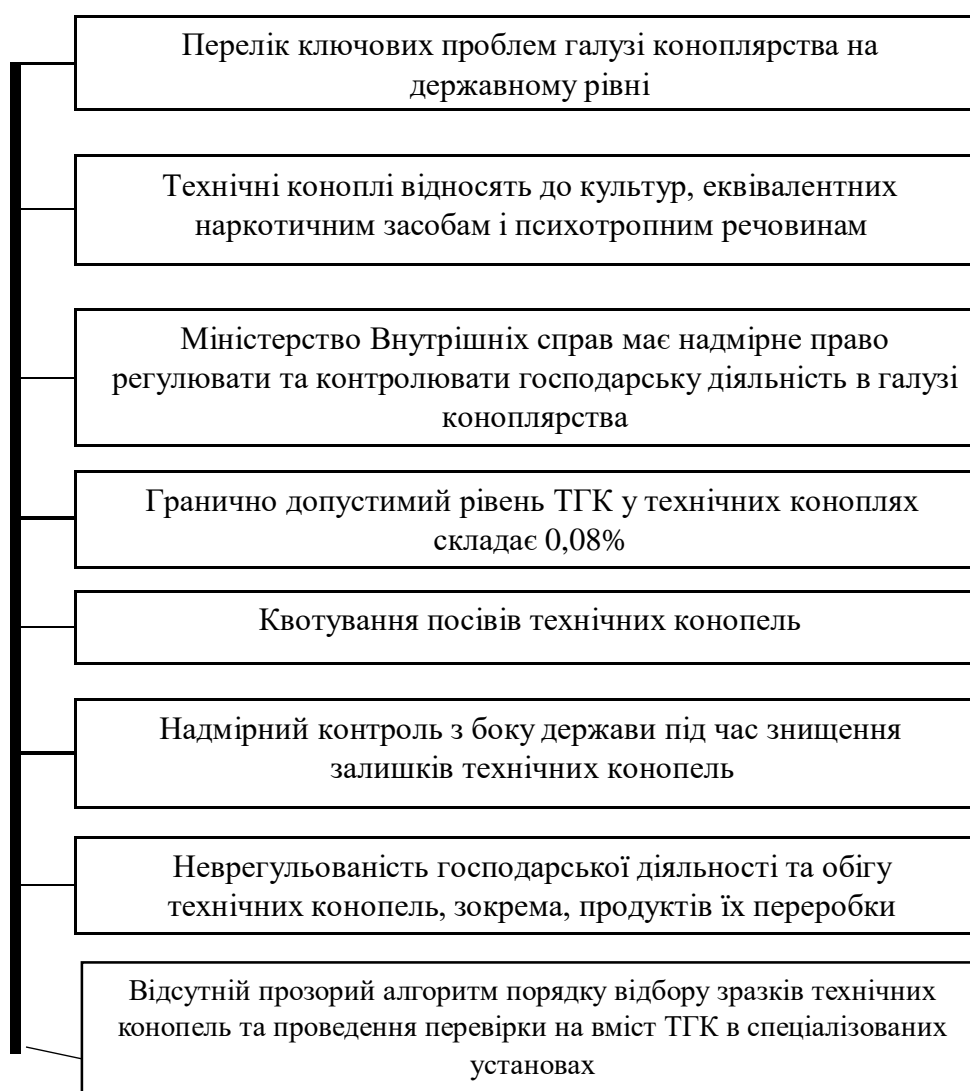 Перелік ключових проблем галузі коноплярства на
державному рівні
Технічні коноплі відносять до культур, еквівалентних
наркотичним засобам і психотропним речовинам
Міністерство Внутрішніх справ має надмірне право
регулювати та контролювати господарську діяльність в галузі
коноплярства
Гранично допустимий рівень ТГК у технічних коноплях
складає 0,08%
Квотування посівів технічних конопель
Надмірний контроль з боку держави під час знищення
залишків технічних конопель
Неврегульованість господарської діяльності та обігу
технічних конопель, зокрема, продуктів їх переробки
Відсутній прозорий алгоритм порядку відбору зразків технічних
конопель та проведення перевірки на вміст ТГК в спеціалізованих
установах